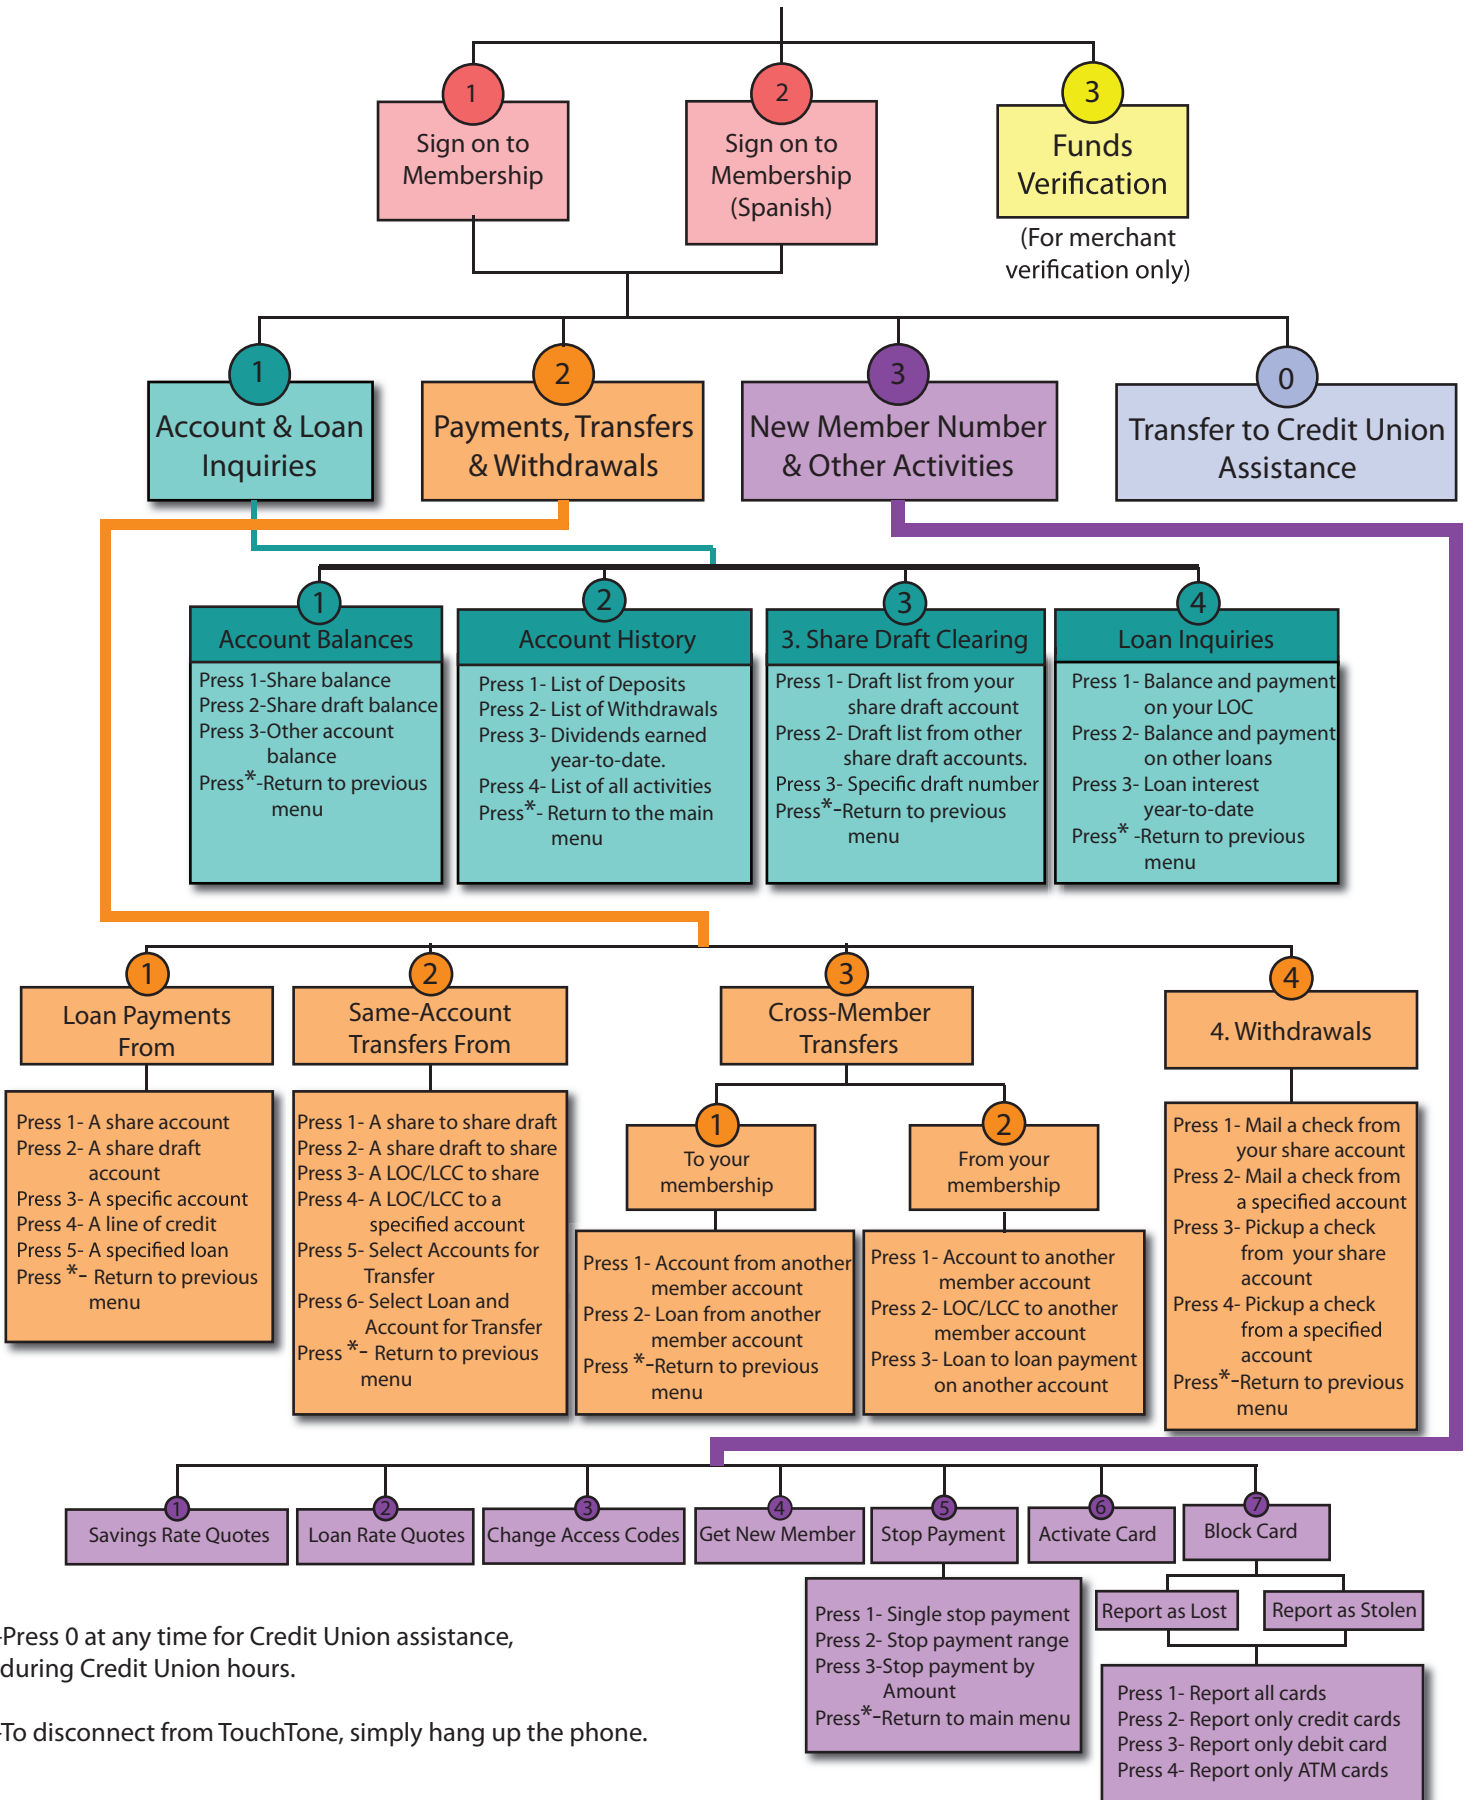 1
Sign on to
Membership
2
Sign on to
Membership
(Spanish)
3
Funds
Verification
(For merchant
verification only)
1
Account & Loan
Inquiries
2
Payments, Transfers
& Withdrawals
3
New Member Number
& Other Activities
0
Transfer to Credit Union
Assistance
1
Account Balances
Press 1-Share balance
Press 2-Share draft balance
Press 3-Other account
balance
Press*-Return to previous
menu
2
Account History
Press 1- List of Deposits
Press 2- List of Withdrawals
Press 3- Dividends earned
year-to-date.
Press 4- List of all activities
Press*- Return to the main
menu
3
3. Share Draft Clearing
Press 1- Draft list from your
share draft account
Press 2- Draft list from other
share draft accounts.
Press 3- Specific draft number
Press*-Return to previous
menu
4
Loan Inquiries
Press 1- Balance and payment
on your LOC
Press 2- Balance and payment
on other loans
Press 3- Loan interest
year-to-date
Press* -Return to previous
menu
1
Loan Payments
From
Press 1- A share account
Press 2- A share draft
account
Press 3- A specific account
Press 4- A line of credit
Press 5- A specified loan
Press *- Return to previous
menu
2
Same-Account
Transfers From
Press 1- A share to share draft
Press 2- A share draft to share
Press 3- A LOC/LCC to share
Press 4- A LOC/LCC to a
specified account
Press 5- Select Accounts for
Transfer
Press 6- Select Loan and
Account for Transfer
Press *- Return to previous
menu
3
Cross-Member
Transfers
1
To your
membership
Press 1- Account from another
member account
Press 2- Loan from another
member account
Press *-Return to previous
menu
2
From your
membership
Press 1- Account to another
member account
Press 2- LOC/LCC to another
member account
Press 3- Loan to loan payment
on another account
4
4. Withdrawals
Press 1- Mail a check from
your share account
Press 2- Mail a check from
a specified account
Press 3- Pickup a check
from your share
account
Press 4- Pickup a check
from a specified
account
Press*-Return to previous
menu
1
Savings Rate Quotes
2
Loan Rate Quotes
3
Change Access Codes
4
Get New Member
5
Stop Payment
Press 1- Single stop payment
Press 2- Stop payment range
Press 3-Stop payment by
Amount
Press*-Return to main menu
6
Activate Card
7
Block Card
Report as Lost
Report as Stolen
Press 1- Report all cards
Press 2- Report only credit cards
Press 3- Report only debit card
Press 4- Report only ATM cards
-Press 0 at any time for Credit Union assistance,
during Credit Union hours.
-To disconnect from TouchTone, simply hang up the phone.